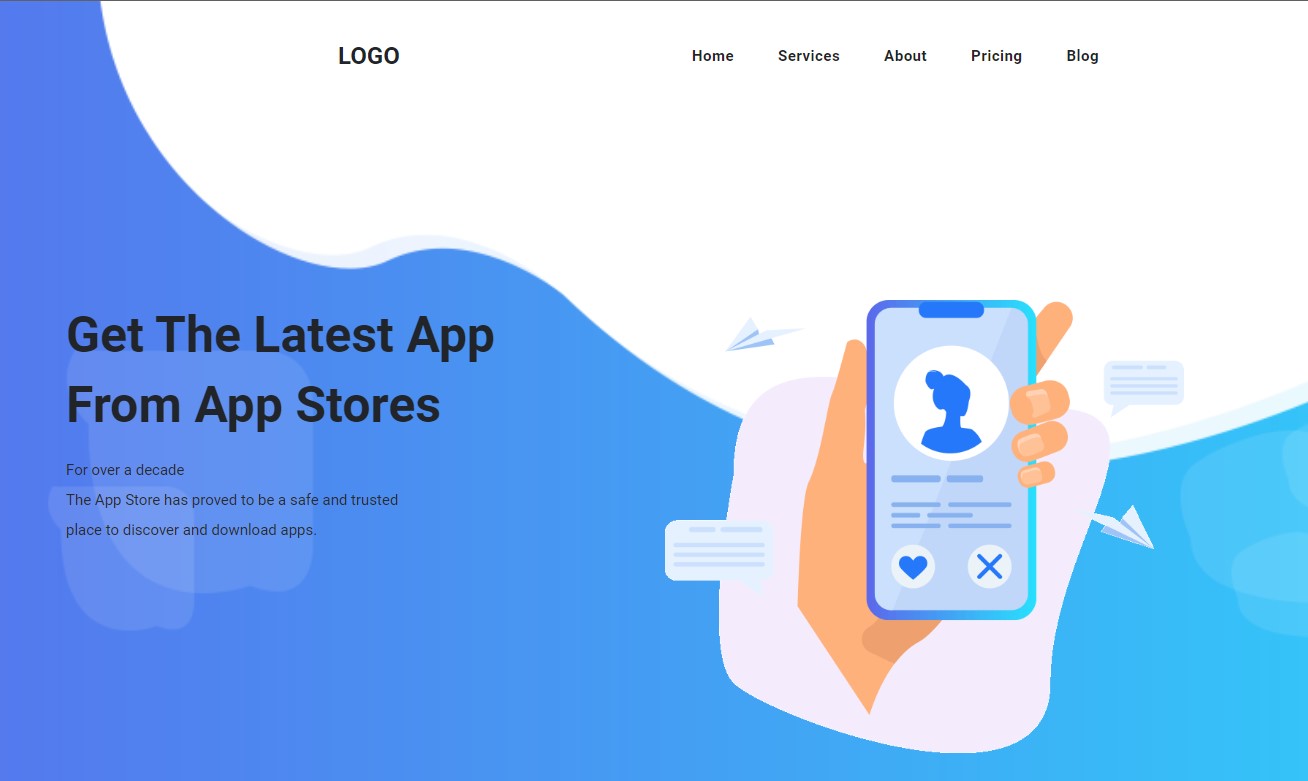 LOGO
Home Services About Pricing Blog
Get The Latest App
From App Stores
For over a decade
The App Store has proved to be a safe and trusted
place to discover and download apps.